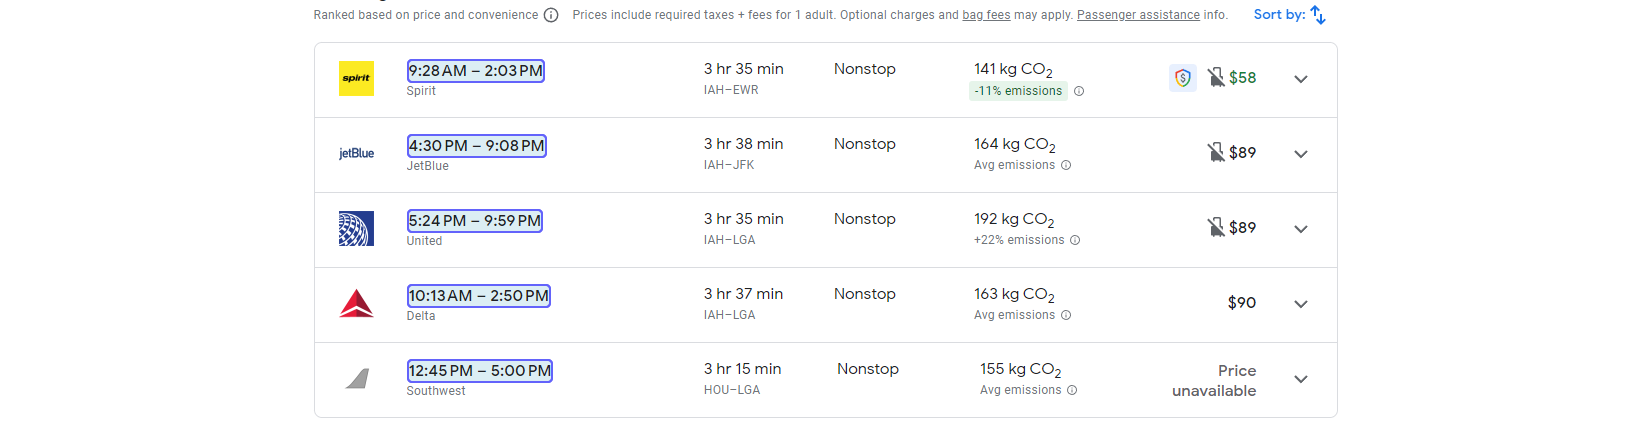 Ranked based on price and convenience Prices include required taxes + fees for 1 adult. Optional charges and bag fees may apply. Passenger assistance info. Sort by:
spirit 9:28 AM – 2:03 PM 3 hr 35 min Nonstop 141 kg CO2 $58
Spirit IAH–EWR -11% emissions
jetBlue 4:30 PM – 9:08 PM 3 hr 38 min Nonstop 164 kg CO2 $89
JetBlue IAH–JFK Avg emissions
5:24 PM – 9:59 PM 3 hr 35 min Nonstop 192 kg CO2 $89
United IAH–LGA +22% emissions
10:13 AM – 2:50 PM 3 hr 37 min Nonstop 163 kg CO2 $90
Delta IAH–LGA Avg emissions
12:45 PM – 5:00 PM 3 hr 15 min Nonstop 155 kg CO2 Price
Southwest HOU–LGA Avg emissions unavailable